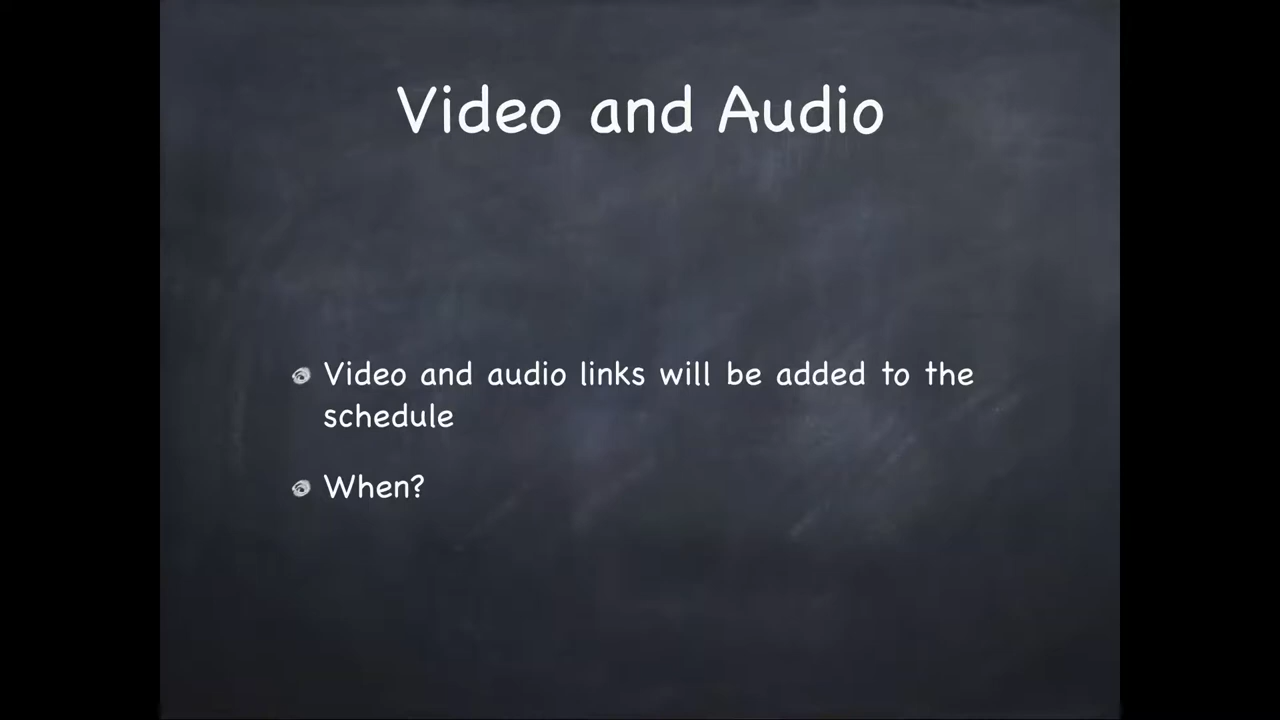 Video and Audio
Video and audio links will be added to the
schedule
When?